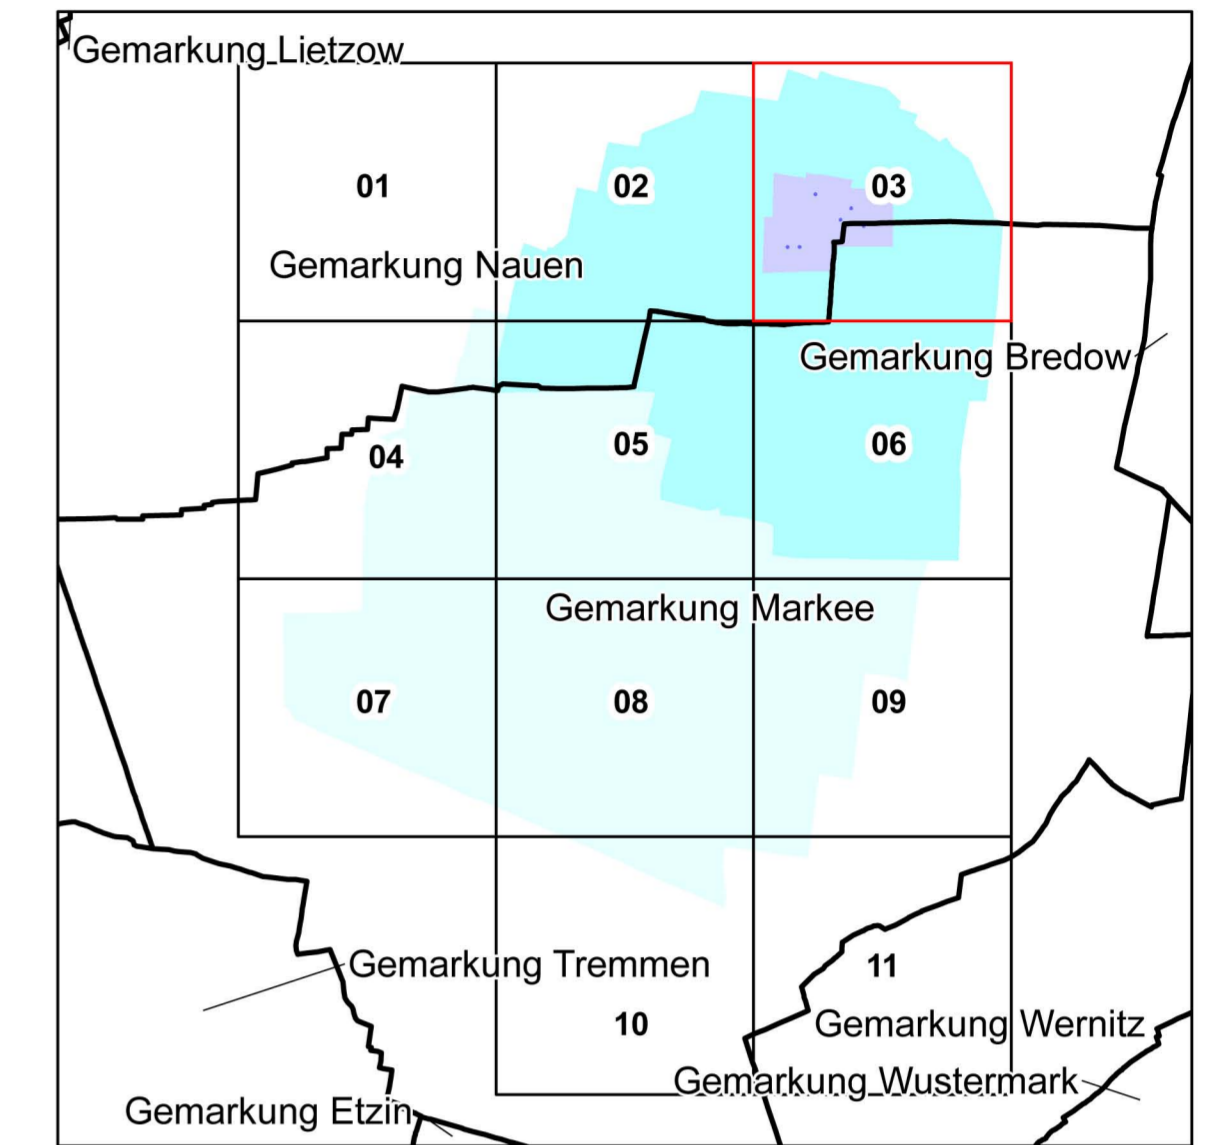 Gemarkung Lietzow
01
02
03
Gemarkung Nauen
Gemarkung Bredow
04
05
06
Gemarkung Markee
07
08
09
Gemarkung Tremmen
11
10
Gemarkung Wernitz
Gemarkung Wustermark
Gemarkung Etzin